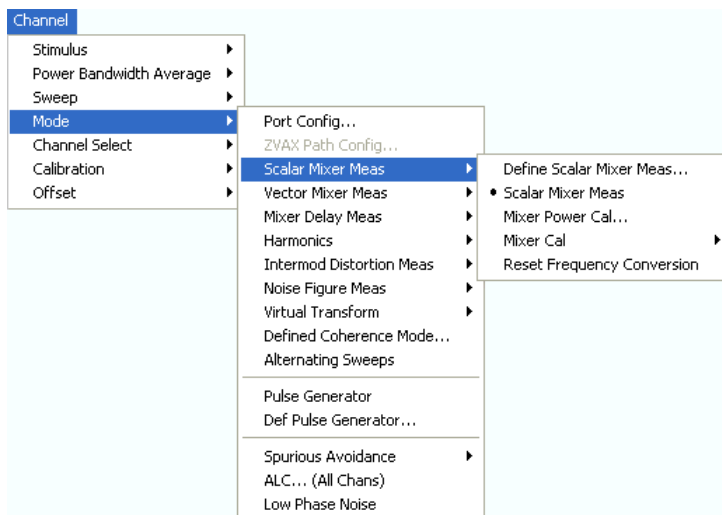 Channel
Stimulus
Power Bandwidth Average
Sweep
Mode
Channel Select
Calibration
Offset
Port Config...
ZVAX Path Config...
Scalar Mixer Meas
Vector Mixer Meas
Mixer Delay Meas
Harmonics
Intermod Distortion Meas
Noise Figure Meas
Virtual Transform
Defined Coherence Mode...
Alternating Sweeps
Pulse Generator
Def Pulse Generator...
Spurious Avoidance
ALC... (All Chans)
Low Phase Noise
Define Scalar Mixer Meas...
Scalar Mixer Meas
Mixer Power Cal...
Mixer Cal
Reset Frequency Conversion